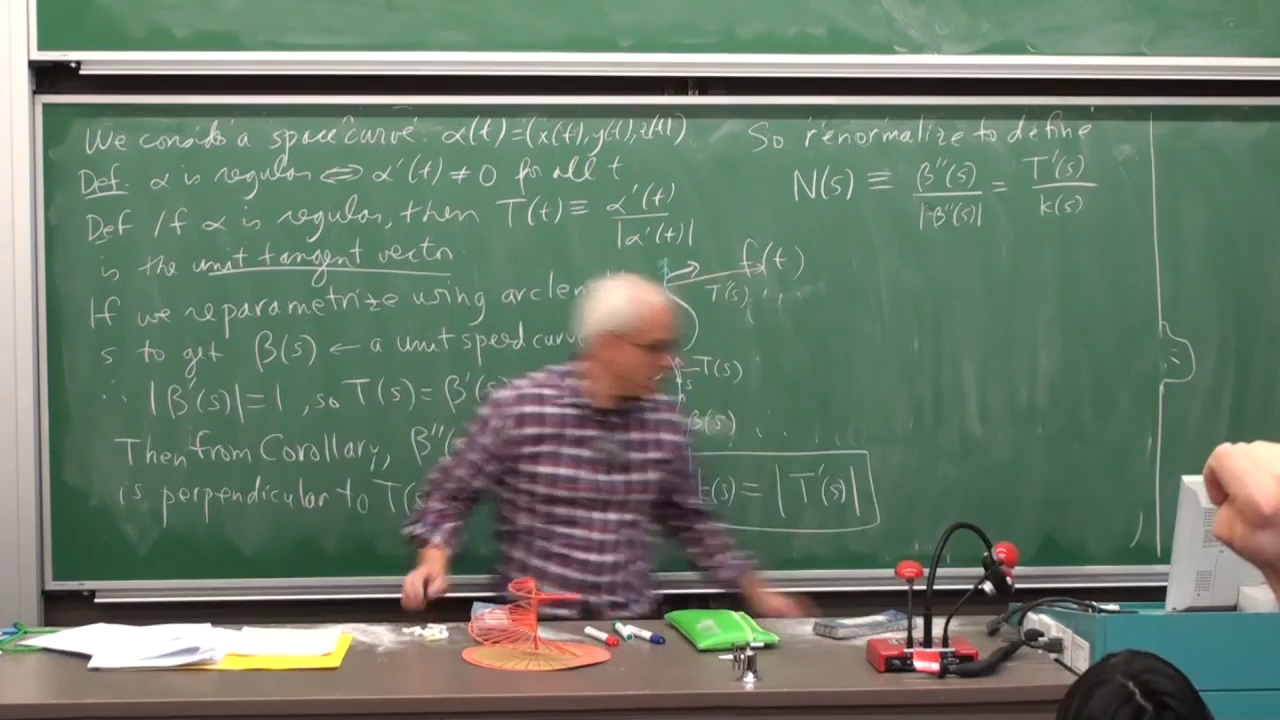 We consider a space curve. α(t)=(x(t),y(t),z(t))
Def. α is regular ⇔ α'(t) ≠ 0 for all t
Def If α is regular, then T(t) ≡ α'(t) / |α'(t)|
is the unit tangent vector
If we reparametrize using
s to get β(s) ← a unit speed curve
∴ |β'(s)|=1, so T(s) = β'(s
Then from Corollary, β''(
is perpendicular to T(s
f(t)
T'(s)
T(s)
s
β(s)
k(s) = |T'(s)|
So renormalize to define
N(s) ≡ β''(s) / |β''(s)| = T'(s) / k(s)